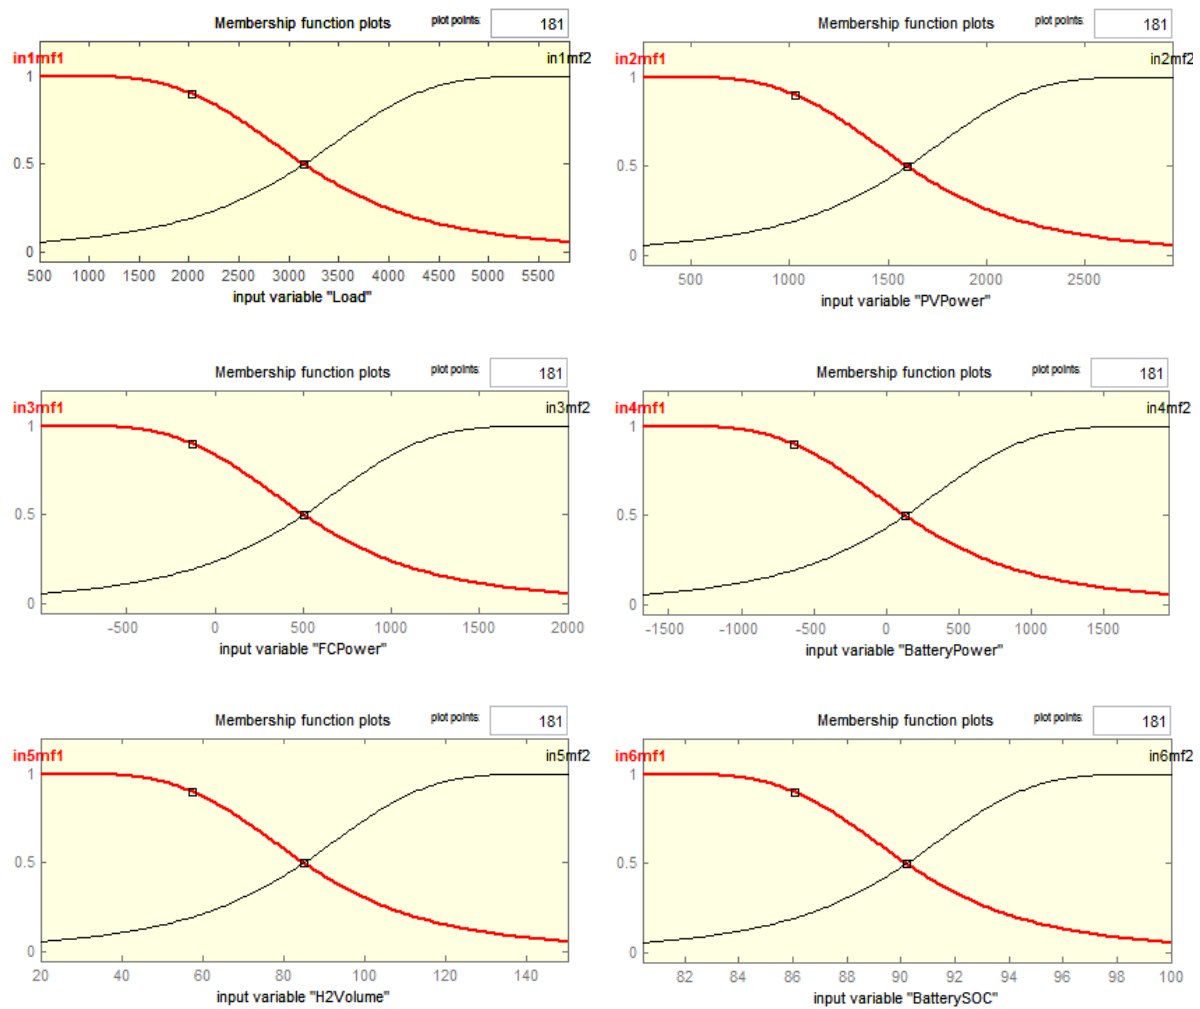 Membership function plots plot points: 181
in1mf1 in1mf2
1
0.5
0
500 1000 1500 2000 2500 3000 3500 4000 4500 5000 5500
input variable "Load"
Membership function plots plot points: 181
in2mf1 in2mf2
1
0.5
0
500 1000 1500 2000 2500
input variable "PVPower"
Membership function plots plot points: 181
in3mf1 in3mf2
1
0.5
0
-500 0 500 1000 1500 2000
input variable "FCPower"
Membership function plots plot points: 181
in4mf1 in4mf2
1
0.5
0
-1500 -1000 -500 0 500 1000 1500
input variable "BatteryPower"
Membership function plots plot points: 181
in5mf1 in5mf2
1
0.5
0
20 40 60 80 100 120 140
input variable "H2Volume"
Membership function plots plot points: 181
in6mf1 in6mf2
1
0.5
0
82 84 86 88 90 92 94 96 98 100
input variable "BatterySOC"